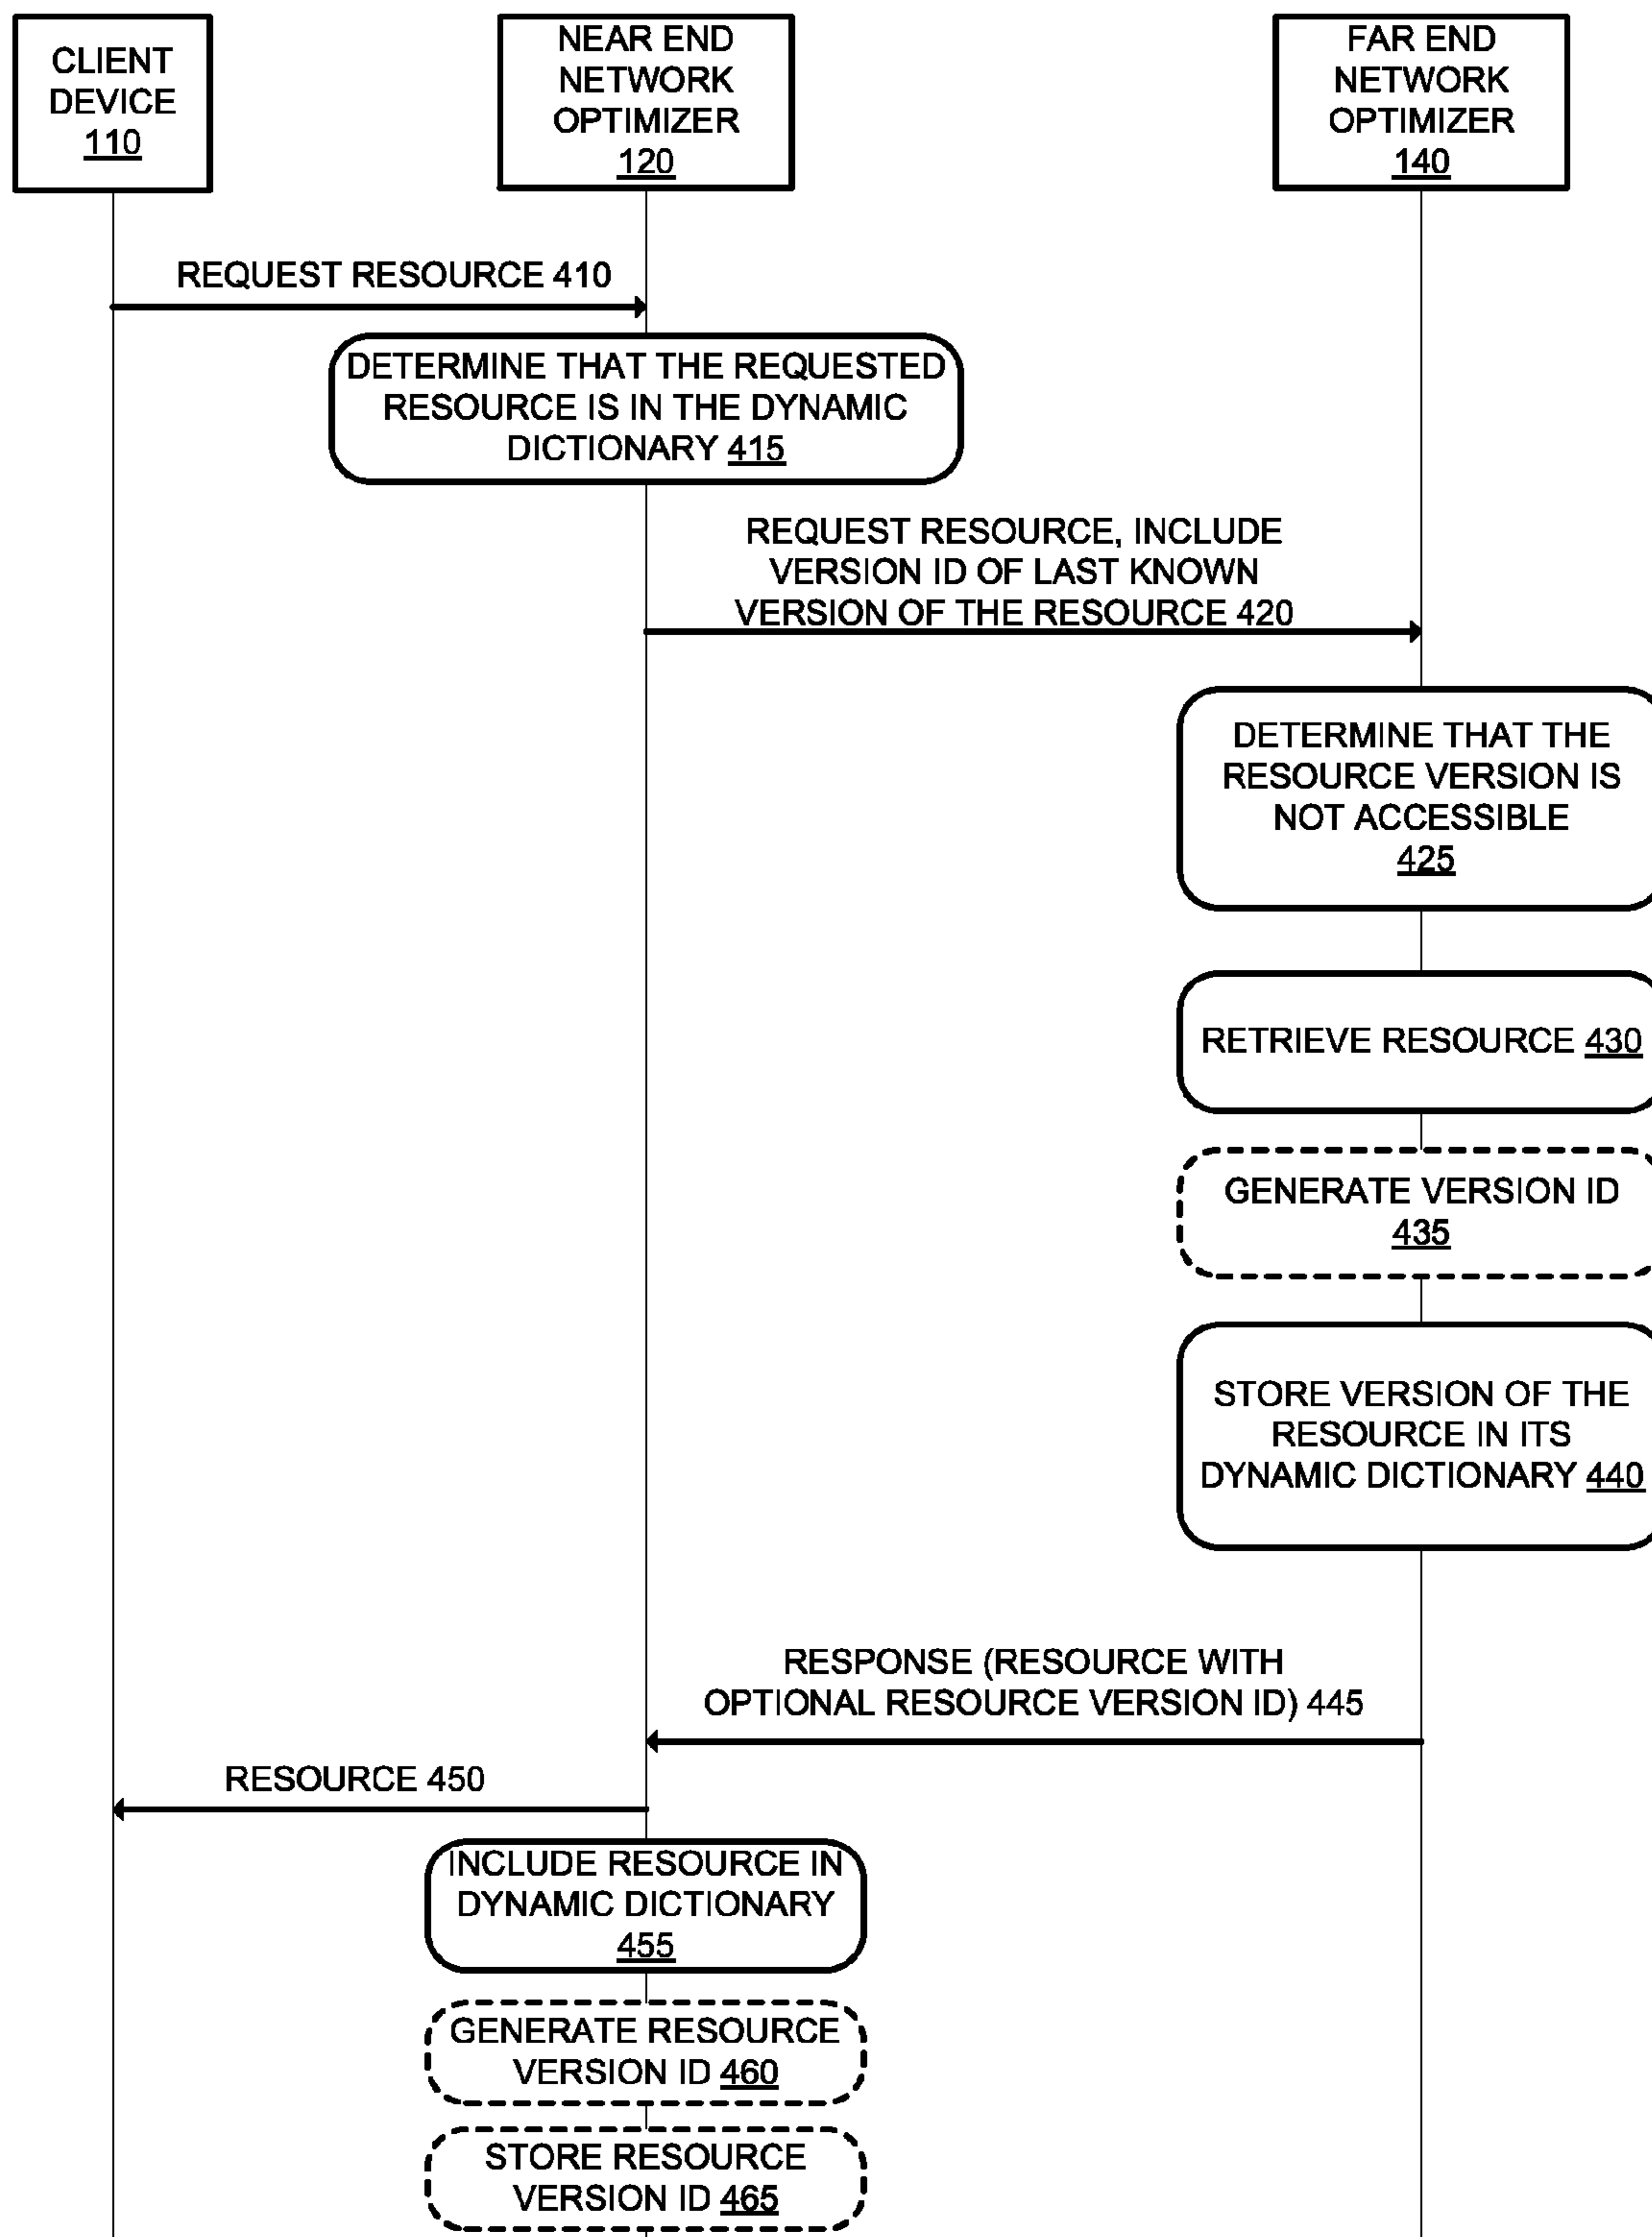 CLIENT
DEVICE
110
NEAR END
NETWORK
OPTIMIZER
120
FAR END
NETWORK
OPTIMIZER
140
REQUEST RESOURCE 410
DETERMINE THAT THE REQUESTED
RESOURCE IS IN THE DYNAMIC
DICTIONARY 415
REQUEST RESOURCE, INCLUDE
VERSION ID OF LAST KNOWN
VERSION OF THE RESOURCE 420
DETERMINE THAT THE
RESOURCE VERSION IS
NOT ACCESSIBLE
425
RETRIEVE RESOURCE 430
GENERATE VERSION ID
435
STORE VERSION OF THE
RESOURCE IN ITS
DYNAMIC DICTIONARY 440
RESPONSE (RESOURCE WITH
OPTIONAL RESOURCE VERSION ID) 445
RESOURCE 450
INCLUDE RESOURCE IN
DYNAMIC DICTIONARY
455
GENERATE RESOURCE
VERSION ID 460
STORE RESOURCE
VERSION ID 465